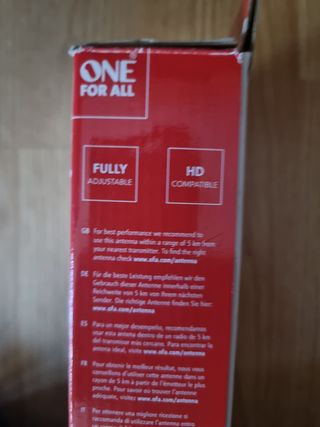 ONE
FOR ALL
FULLY
ADJUSTABLE
HD
COMPATIBLE
GB For best performance we recommend to
use this antenna within a range of 5 km from
your nearest transmitter. To find the right
antenna check www.ofa.com/antenna
DE Für die beste Leistung empfehlen wir den
Gebrauch dieser Antenne innerhalb einer
Reichweite von 5 km von Ihrem nächsten
Sender. Die richtige Antenne finden Sie hier:
www.ofa.com/antenna
ES Para un mejor desempeño, recomendamos
usar esta antena dentro de un radio de 5 km
del transmisor más cercano. Para encontrar la
antena ideal, visite www.ofa.com/antenna
FR Pour obtenir le meilleur résultat, nous vous
conseillons d'utiliser cette antenne dans un
rayon de 5 km à partir de l'émetteur le plus
proche. Pour savoir où trouver l'antenne
adéquate, visitez www.ofa.com/antenna
IT Per ottenere una migliore ricezione si
raccomanda di utilizzare l'antenna entro